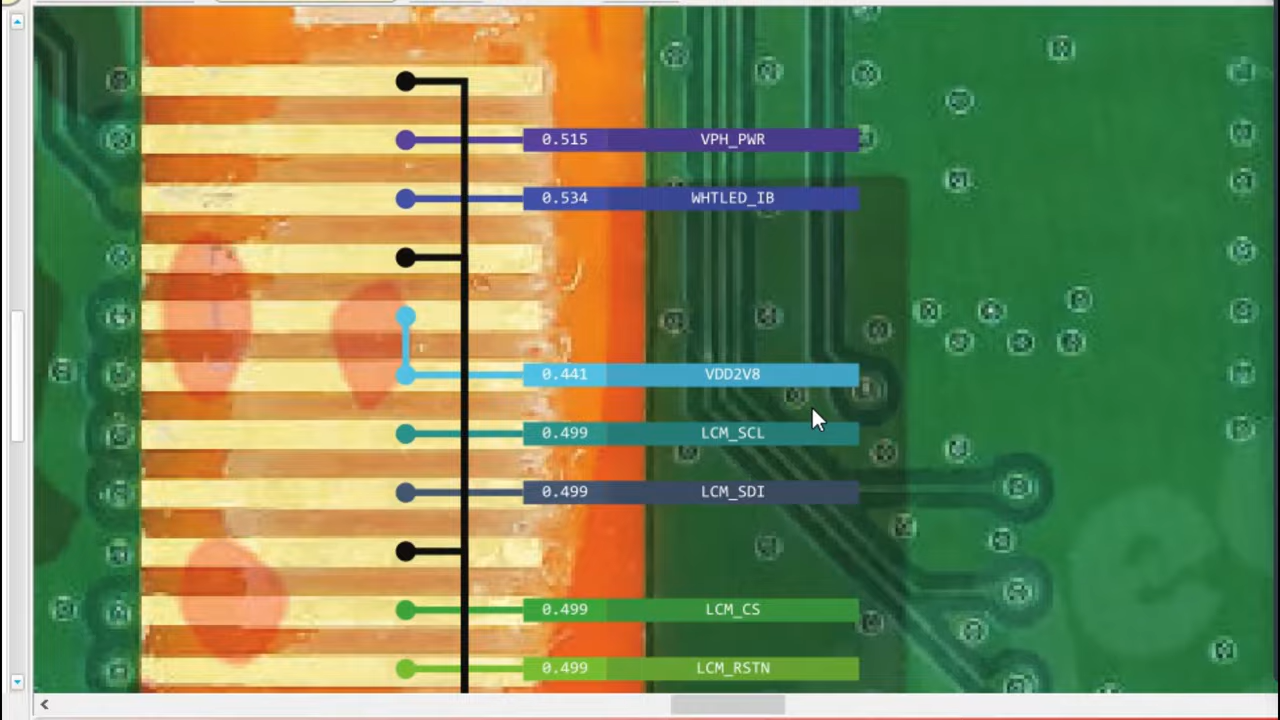 0.515 VPH_PWR
0.534 WHTLED_IB
0.441 VDD2V8
0.499 LCM_SCL
0.499 LCM_SDI
0.499 LCM_CS
0.499 LCM_RSTN